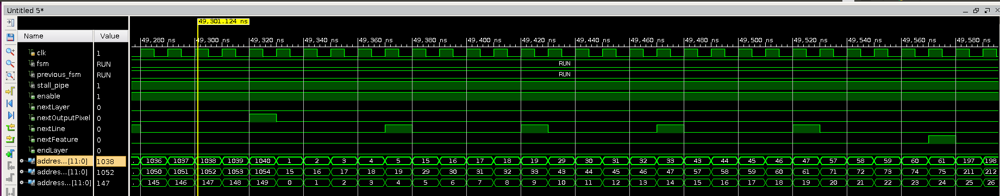 Untitled 5*
49,301.124 ns
Name Value
49,280 ns 49,300 ns 49,320 ns 49,340 ns 49,360 ns 49,380 ns 49,400 ns 49,420 ns 49,440 ns 49,460 ns 49,480 ns 49,500 ns 49,520 ns 49,540 ns 49,560 ns 49,580 ns
clk 1
fsm RUN RUN
previous_fsm RUN RUN
stall_pipe 1
enable 1
nextLayer 0
nextOutputPixel 0
nextLine 0
nextFeature 0
endLayer 0
addres...[11:0] 1038 . 1036 1037 1038 1039 1040 1 2 3 4 5 15 16 17 18 19 29 30 31 32 33 43 44 45 46 47 57 58 59 60 61 197 198
addres...[11:0] 1052 . 1050 1051 1052 1053 1054 15 16 17 18 19 29 30 31 32 33 43 44 45 46 47 57 58 59 60 61 71 72 73 74 75 211 212
address...[11:0] 147 . 145 146 147 148 149 0 1 2 3 4 5 6 7 8 9 10 11 12 13 14 15 16 17 18 19 20 21 22 23 24 25 26